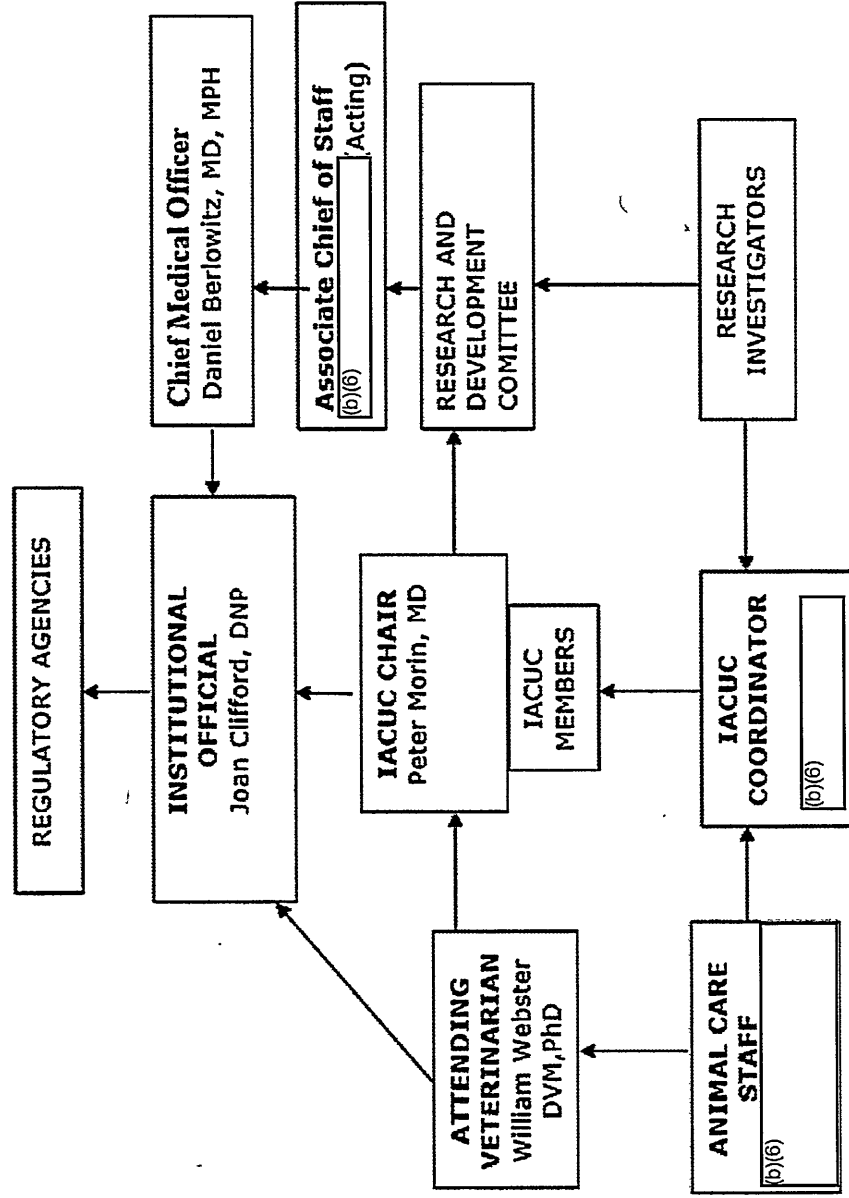 REGULATORY AGENCIES
INSTITUTIONAL
OFFICIAL
Joan Clifford, DNP
Chief Medical Officer
Daniel Berlowitz, MD, MPH
Associate Chief of Staff
(b)(6)
(Acting)
IACUC CHAIR
Peter Morin, MD
IACUC
MEMBERS
RESEARCH AND
DEVELOPMENT
COMITTEE
ATTENDING
VETERINARIAN
William Webster
DVM,PhD
ANIMAL CARE
STAFF
(b)(6)
IACUC
COORDINATOR
(b)(6)
RESEARCH
INVESTIGATORS